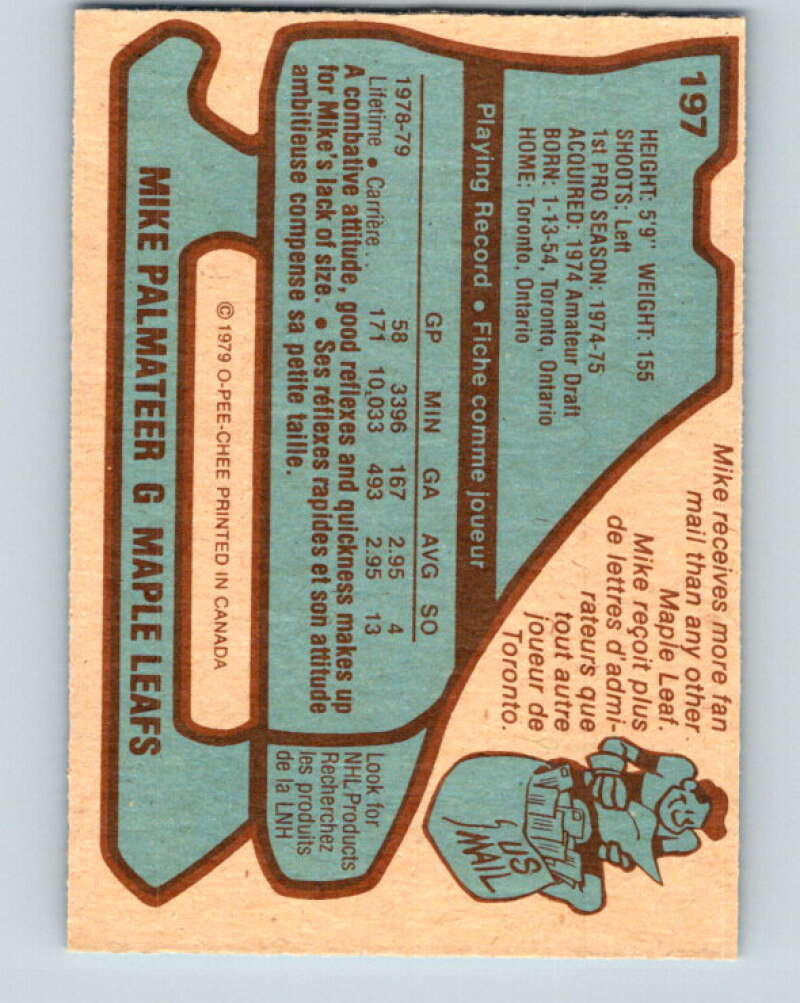 197
HEIGHT: 5'9" WEIGHT: 155
SHOOTS: Left
1st PRO SEASON: 1974-75
ACQUIRED: 1974 Amateur Draft
BORN: 1-13-54, Toronto, Ontario
HOME: Toronto, Ontario
Mike receives more fan
mail than any other
Maple Leaf.
Mike reçoit plus
de lettres d'admi-
rateurs que
tout autre
joueur de
Toronto.
US
MAIL
Playing Record • Fiche comme joueur
GP MIN GA AVG SO
1978-79 58 3396 167 2.95 4
Lifetime • Carrière . . 171 10,033 493 2.95 13
A combative attitude, good reflexes and quickness makes up
for Mike's lack of size. • Ses réflexes rapides et son attitude
ambitieuse compense sa petite taille.
Look for
NHL Products
Recherchez
les produits
de la LNH
© 1979 O-PEE-CHEE PRINTED IN CANADA
MIKE PALMATEER G MAPLE LEAFS